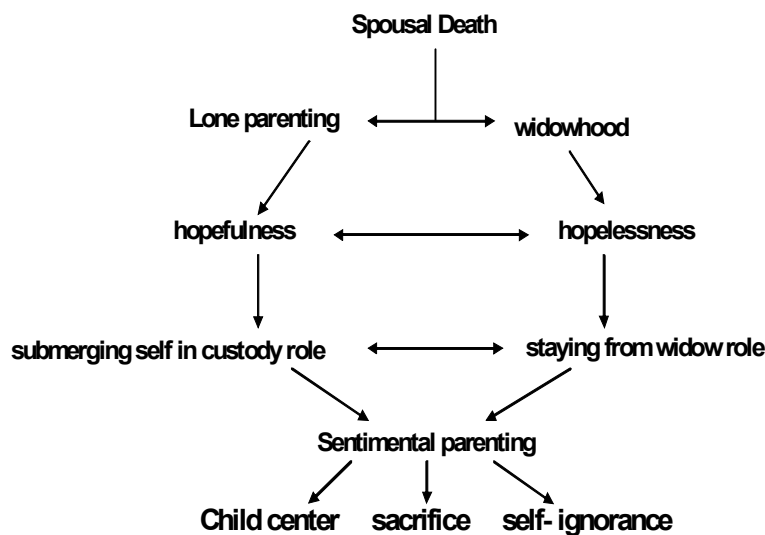 Spousal Death
Lone parenting
widowhood
hopefulness
hopelessness
submerging self in custody role
staying from widow role
Sentimental parenting
Child center
sacrifice
self- ignorance